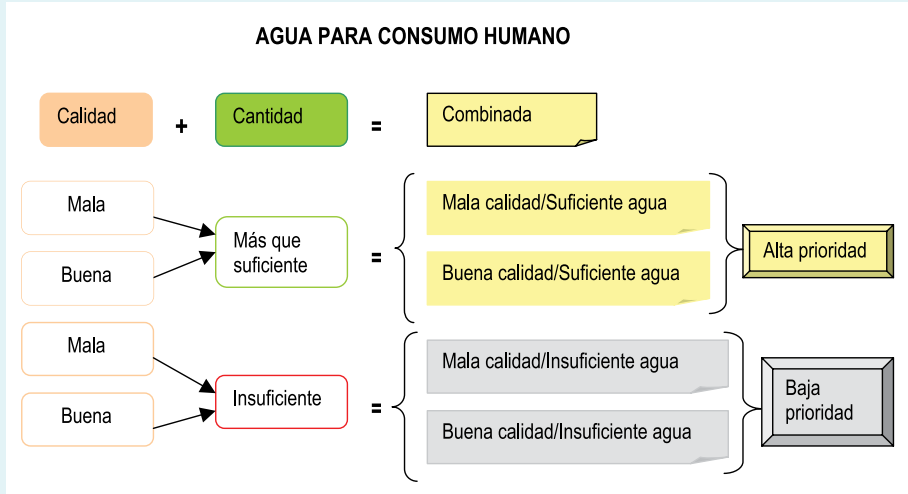 AGUA PARA CONSUMO HUMANO
Calidad + Cantidad = Combinada
Mala
Buena
Más que
suficiente
=
Mala calidad/Suficiente agua
Buena calidad/Suficiente agua
Alta prioridad
Mala
Buena
Insuficiente
=
Mala calidad/Insuficiente agua
Buena calidad/Insuficiente agua
Baja
prioridad